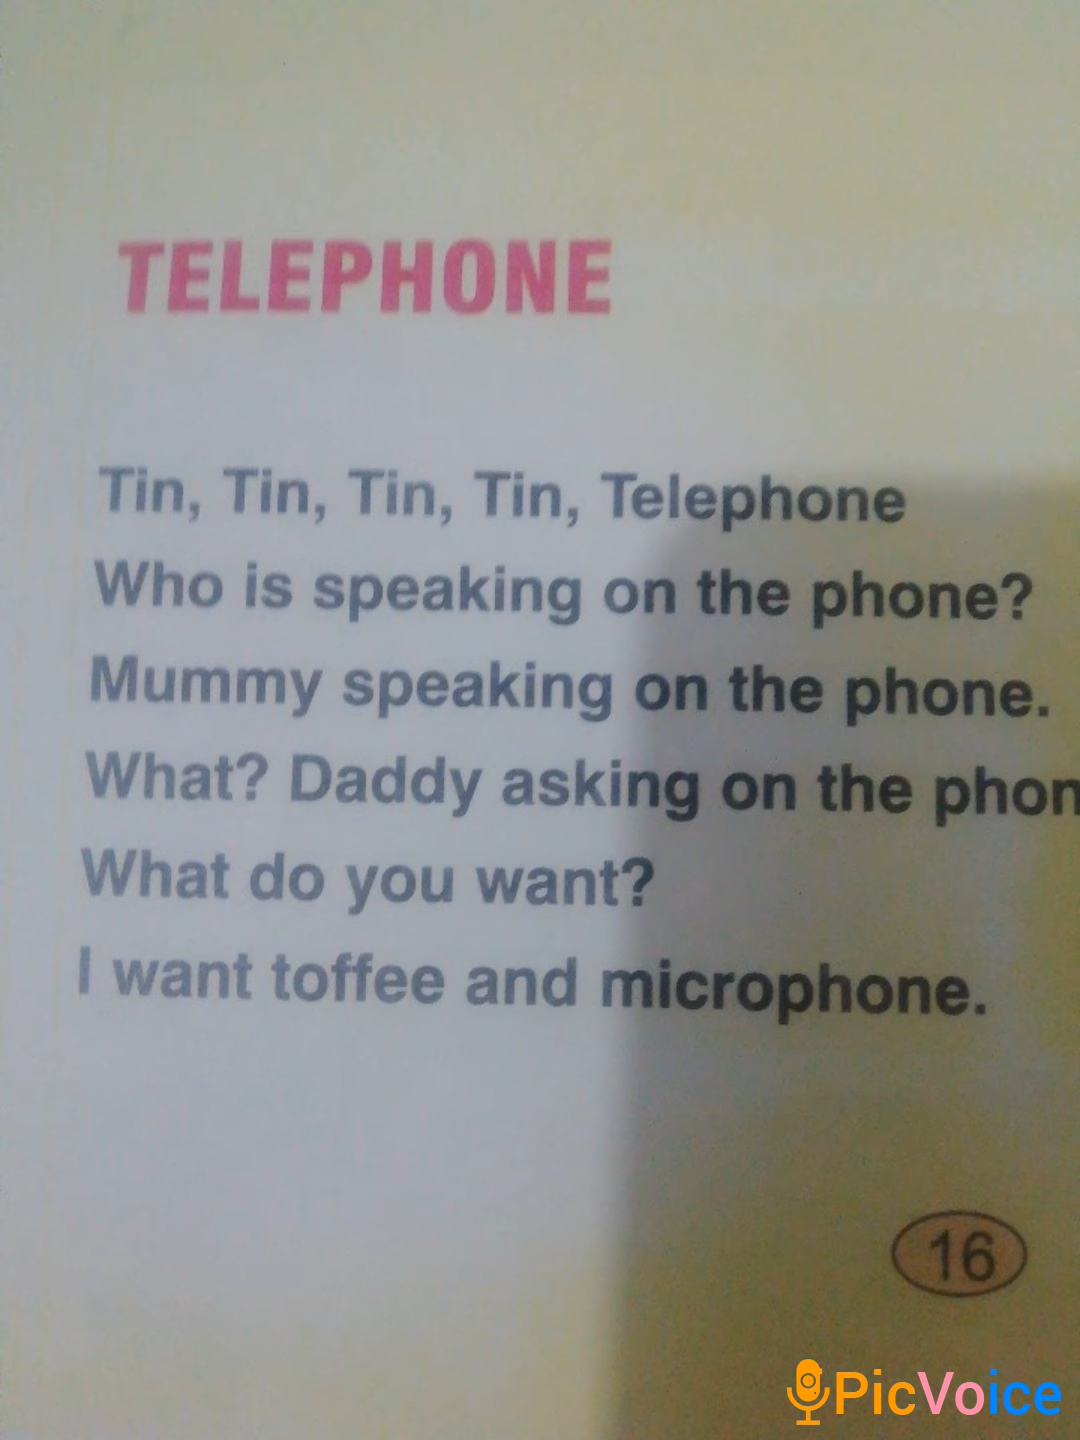 TELEPHONE
Tin, Tin, Tin, Tin, Telephone
Who is speaking on the phone?
Mummy speaking on the phone.
What? Daddy asking on the phon
What do you want?
I want toffee and microphone.
16
PicVoice